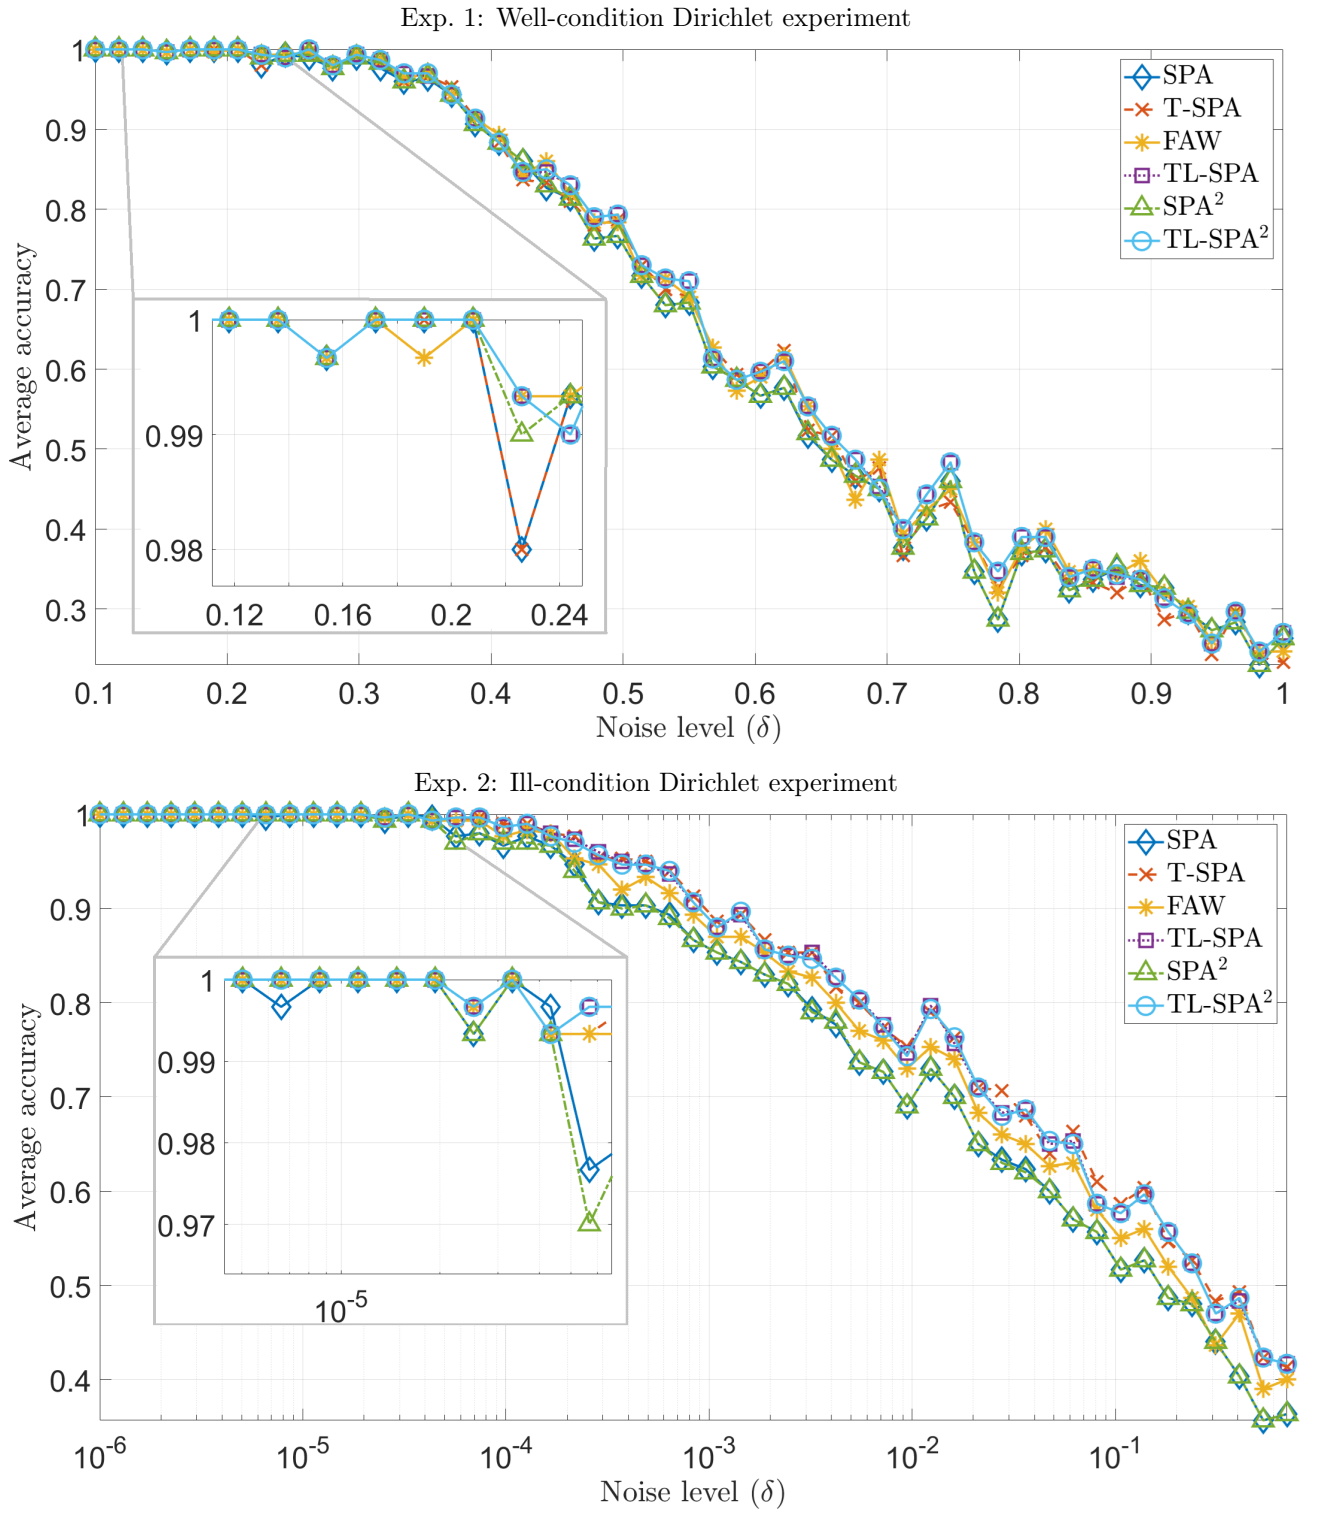 Exp. 1: Well-condition Dirichlet experiment
1
0.9
0.8
0.7
0.6
0.5
0.4
0.3
Average accuracy
SPA
T-SPA
FAW
TL-SPA
SPA²
TL-SPA²
1
0.99
0.98
0.12 0.16 0.2 0.24
0.1 0.2 0.3 0.4 0.5 0.6 0.7 0.8 0.9 1
Noise level (δ)
Exp. 2: Ill-condition Dirichlet experiment
1
0.9
0.8
0.7
0.6
0.5
0.4
Average accuracy
SPA
T-SPA
FAW
TL-SPA
SPA²
TL-SPA²
1
0.99
0.98
0.97
10⁻⁵
10⁻⁶ 10⁻⁵ 10⁻⁴ 10⁻³ 10⁻² 10⁻¹
Noise level (δ)